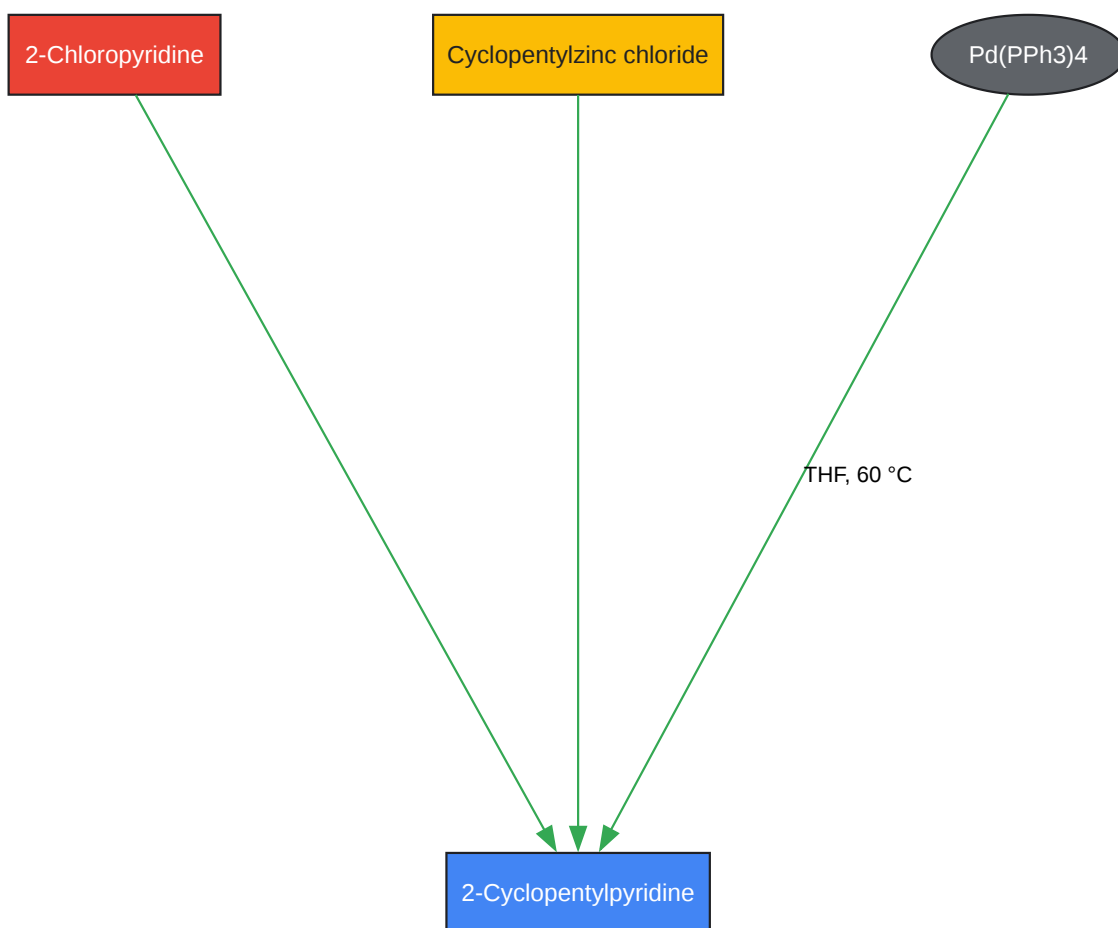 2-Chloropyridine
Cyclopentylzinc chloride
Pd(PPh3)4
THF, 60 °C
2-Cyclopentylpyridine